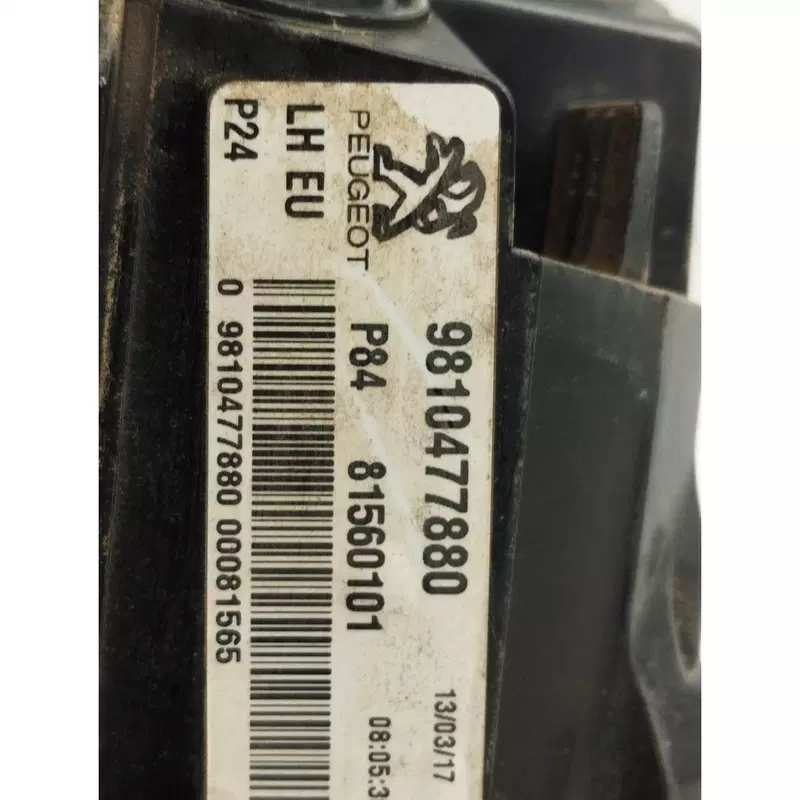 PEUGEOT
9810477880
13/03/17
P84 81560101
08:05:3
LH EU
P24
0 9810477880 00081565